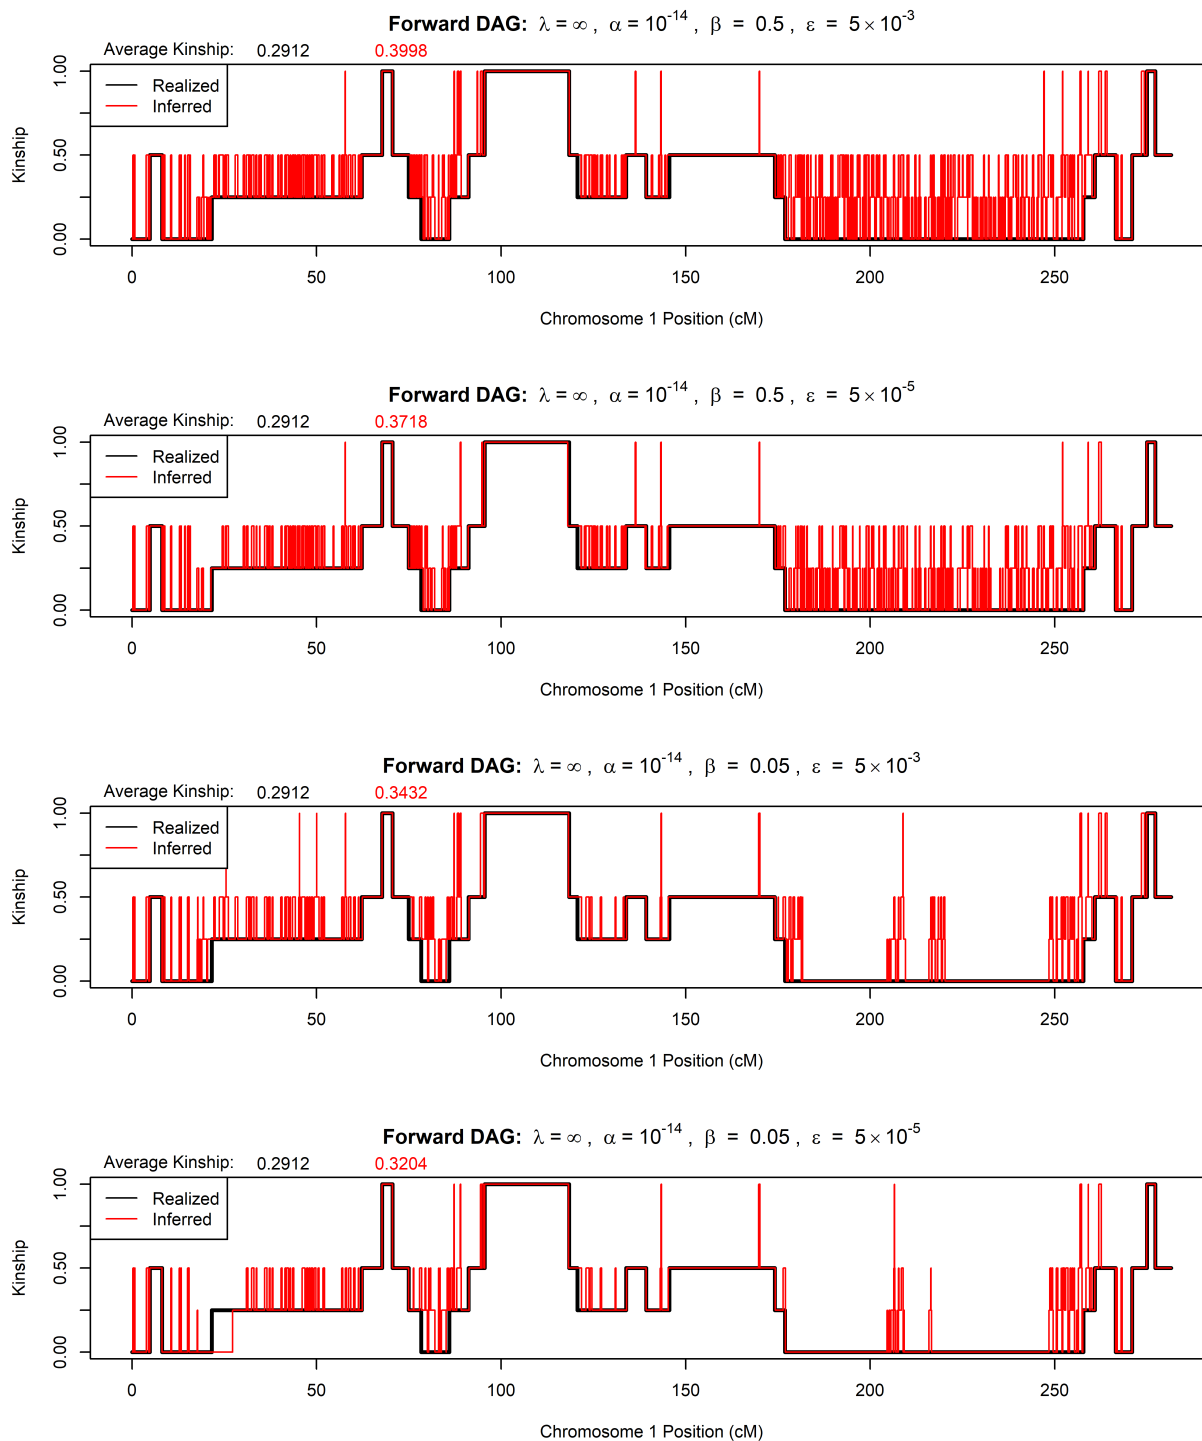 Forward DAG: λ = ∞ , α = 10^-14 , β = 0.5 , ε = 5 × 10^-3
Average Kinship: 0.2912 0.3998
Realized
Inferred
Kinship
0.00 0.50 1.00
0 50 100 150 200 250
Chromosome 1 Position (cM)
Forward DAG: λ = ∞ , α = 10^-14 , β = 0.5 , ε = 5 × 10^-5
Average Kinship: 0.2912 0.3718
Realized
Inferred
Kinship
0.00 0.50 1.00
0 50 100 150 200 250
Chromosome 1 Position (cM)
Forward DAG: λ = ∞ , α = 10^-14 , β = 0.05 , ε = 5 × 10^-3
Average Kinship: 0.2912 0.3432
Realized
Inferred
Kinship
0.00 0.50 1.00
0 50 100 150 200 250
Chromosome 1 Position (cM)
Forward DAG: λ = ∞ , α = 10^-14 , β = 0.05 , ε = 5 × 10^-5
Average Kinship: 0.2912 0.3204
Realized
Inferred
Kinship
0.00 0.50 1.00
0 50 100 150 200 250
Chromosome 1 Position (cM)